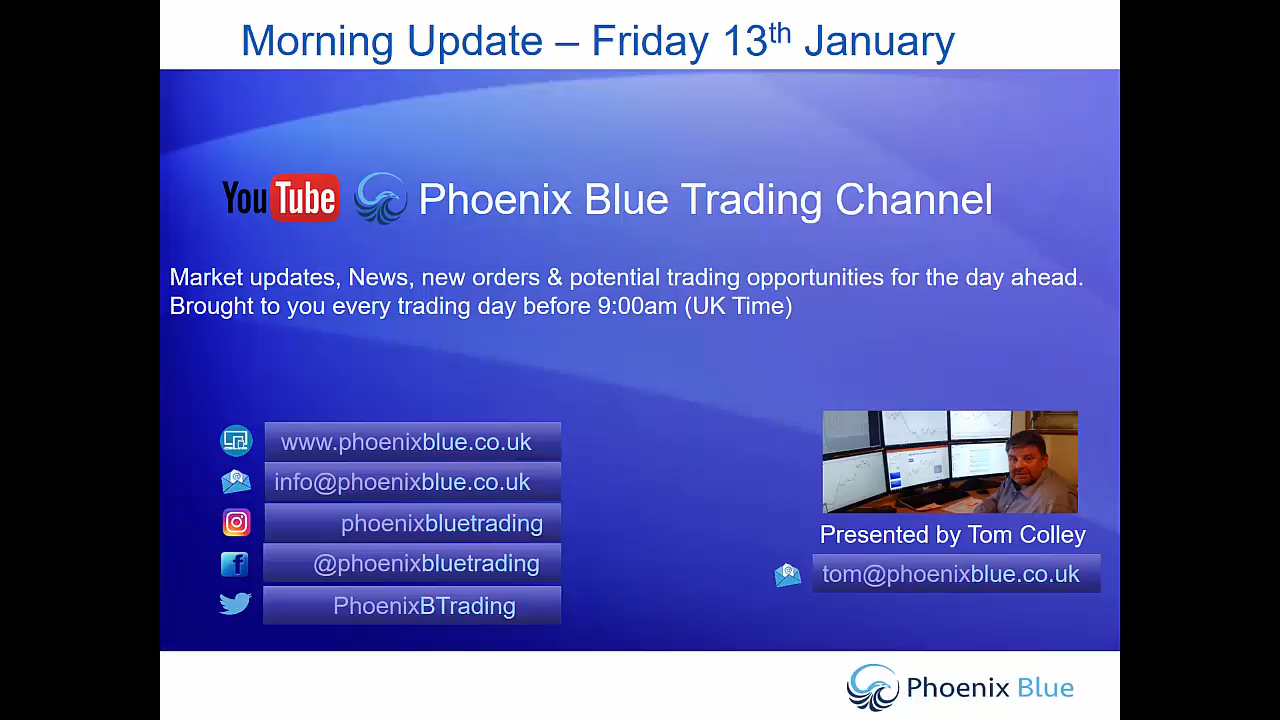 Morning Update – Friday 13th January
YouTube Phoenix Blue Trading Channel
Market updates, News, new orders & potential trading opportunities for the day ahead.
Brought to you every trading day before 9:00am (UK Time)
www.phoenixblue.co.uk
info@phoenixblue.co.uk
phoenixbluetrading
@phoenixbluetrading
PhoenixBTrading
Presented by Tom Colley
tom@phoenixblue.co.uk
Phoenix Blue